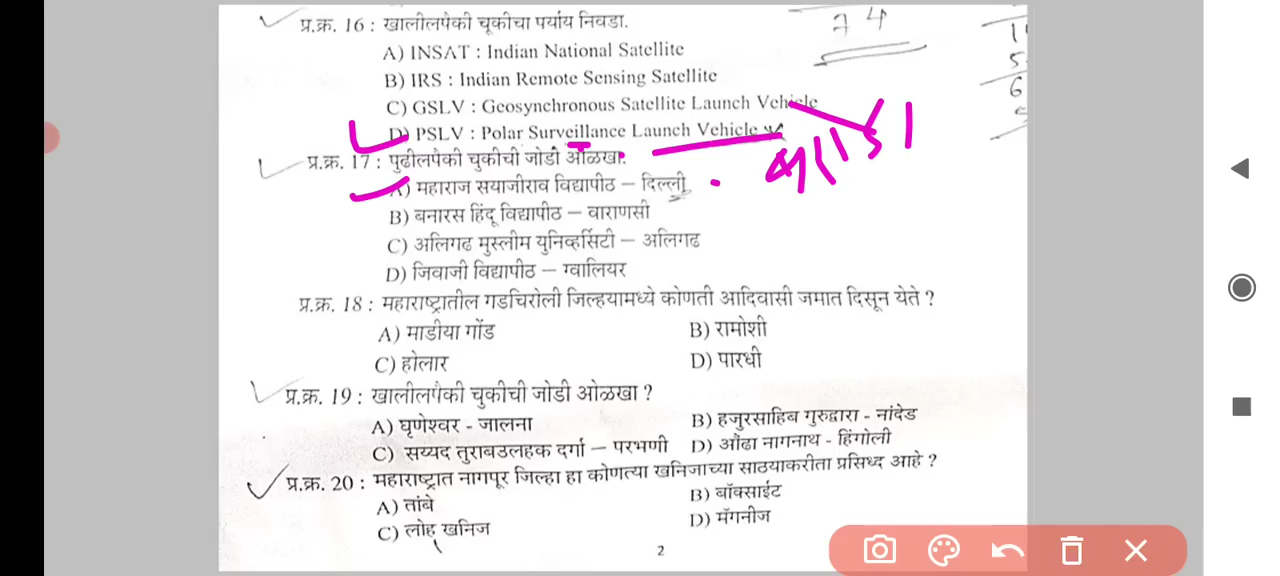 प्र.क्र. 16 : खालीलपैकी चूकीचा पर्याय निवडा.
74
A) INSAT : Indian National Satellite
B) IRS : Indian Remote Sensing Satellite
C) GSLV : Geosynchronous Satellite Launch Vehicle
D) PSLV : Polar Surveillance Launch Vehicle
प्र.क्र. 17 : पुढीलपैकी चुकीची जोडी ओळखा.
A) महाराज सयाजीराव विद्यापीठ – दिल्ली
B) बनारस हिंदू विद्यापीठ – वाराणसी
C) अलिगढ मुस्लीम युनिव्हर्सिटी – अलिगढ
D) जिवाजी विद्यापीठ – ग्वालियर
प्र.क्र. 18 : महाराष्ट्रातील गडचिरोली जिल्हयामध्ये कोणती आदिवासी जमात दिसून येते ?
A) माडीया गोंड B) रामोशी
C) होलार D) पारधी
प्र.क्र. 19 : खालीलपैकी चुकीची जोडी ओळखा ?
A) घृणेश्वर - जालना B) हजुरसाहिब गुरुद्वारा - नांदेड
C) सय्यद तुराबउलहक दर्गा – परभणी D) औंढा नागनाथ - हिंगोली
प्र.क्र. 20 : महाराष्ट्रात नागपूर जिल्हा हा कोणत्या खनिजाच्या साठयाकरीता प्रसिध्द आहे ?
A) तांबे B) बॉक्साईट
C) लोह खनिज D) मॅगनीज
2